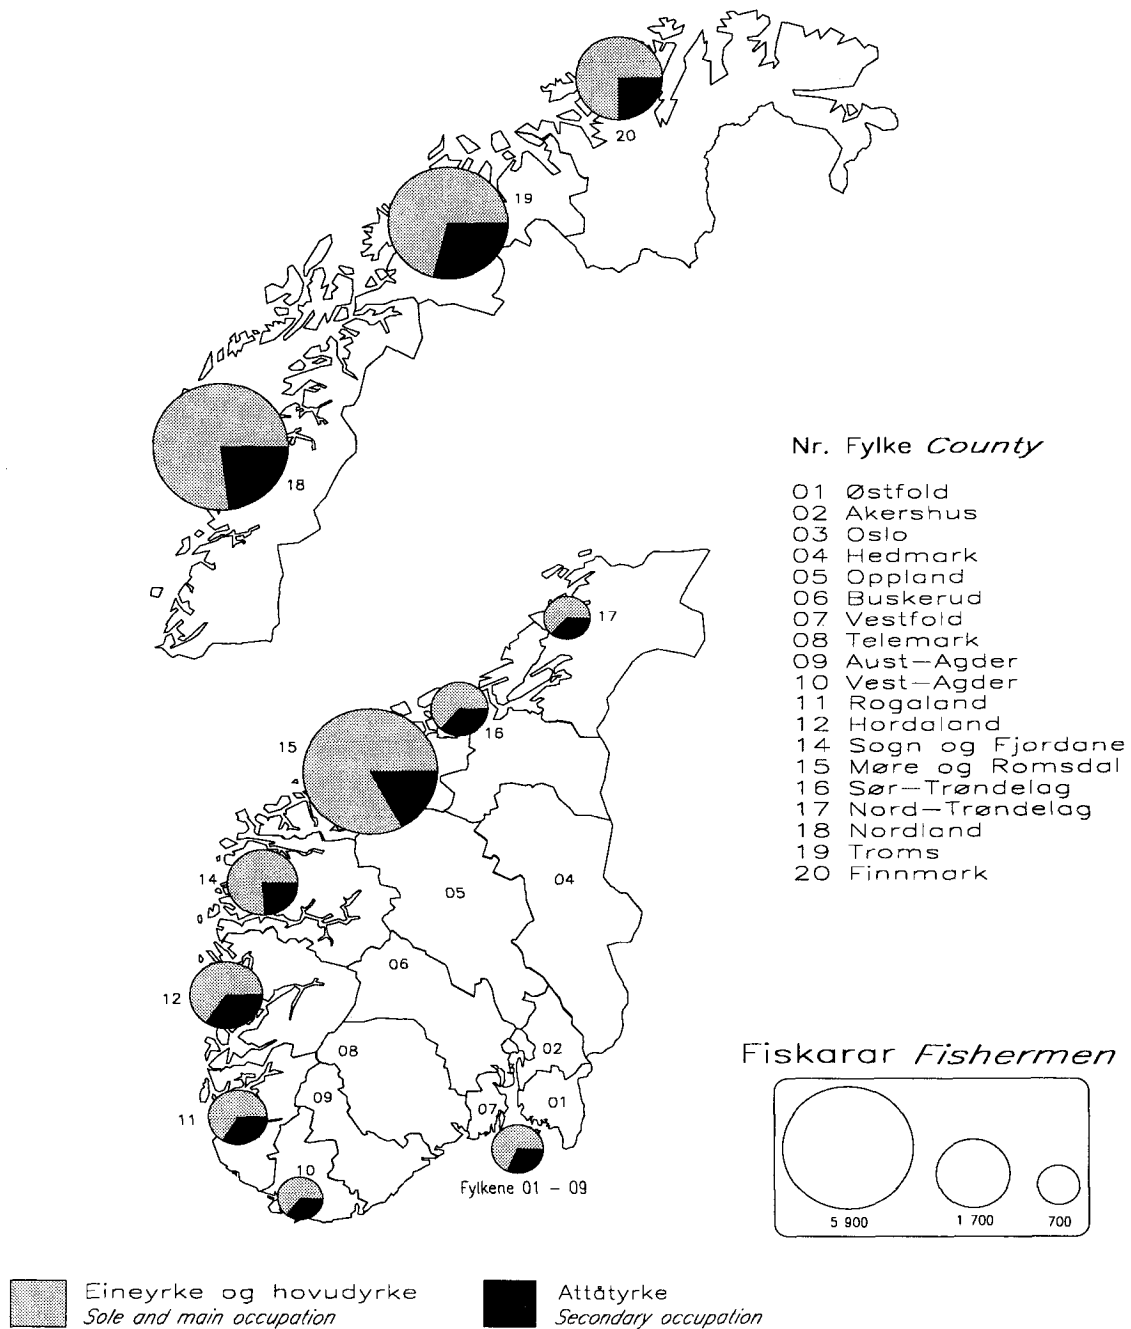 20
19
18
Nr. Fylke County
01 Østfold
02 Akershus
03 Oslo
04 Hedmark
05 Oppland
06 Buskerud
07 Vestfold
08 Telemark
09 Aust-Agder
10 Vest-Agder
11 Rogaland
12 Hordaland
14 Sogn og Fjordane
15 Møre og Romsdal
16 Sør-Trøndelag
17 Nord-Trøndelag
18 Nordland
19 Troms
20 Finnmark
17
16
15
14
05
04
06
12
08
02
09
07
01
11
10
Fylkene 01 - 09
Fiskarar Fishermen
5 900
1 700
700
Eineyrke og hovudyrke
Sole and main occupation
Attåtyrke
Secondary occupation